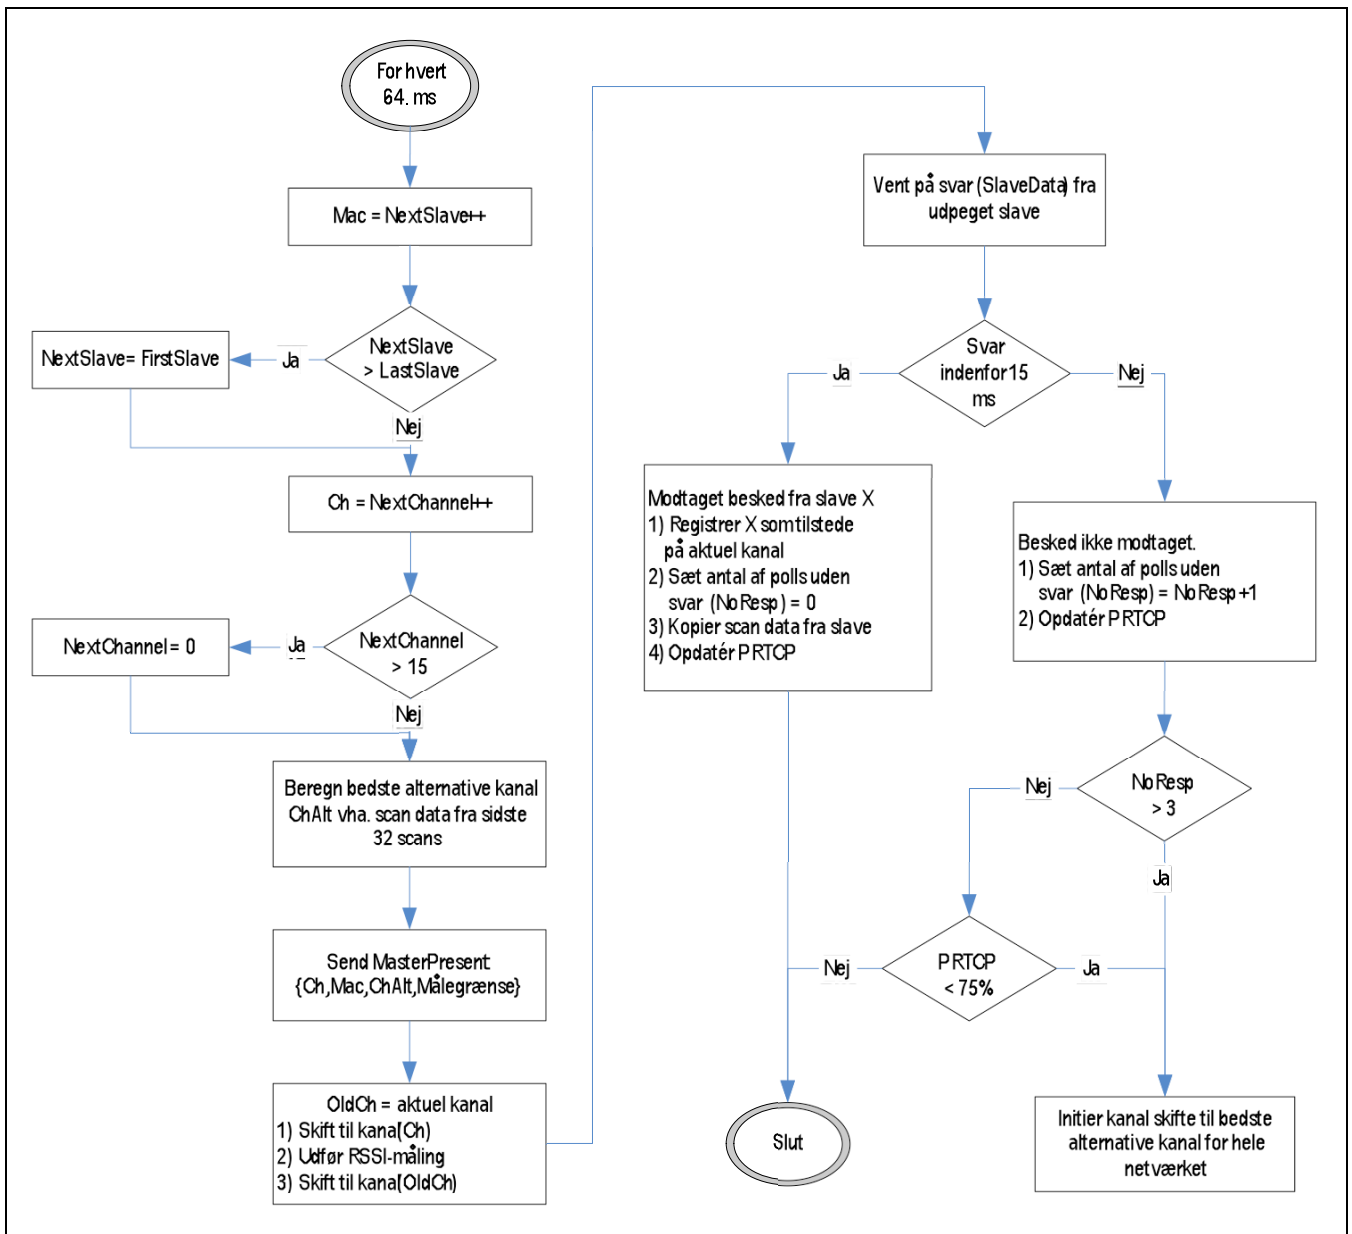 For hvert
64. ms
Mac = NextSlave++
NextSlave
> LastSlave
Ja
NextSlave= FirstSlave
Nej
Ch = NextChannel++
NextChannel
> 15
Ja
NextChannel = 0
Nej
Beregn bedste alternative kanal
ChAlt vha. scan data fra sidste
32 scans
Send MasterPresent
{Ch,Mac,ChAlt,Målegrænse}
OldCh = aktuel kanal
1) Skift til kanal(Ch)
2) Udfør RSSI-måling
3) Skift til kanal(OldCh)
Vent på svar (SlaveData) fra
udpeget slave
Svar
indenfor 15
ms
Ja
Nej
Modtaget besked fra slave X
1) Registrer X som tilstede
på aktuel kanal
2) Sæt antal af polls uden
svar (NoResp) = 0
3) Kopier scan data fra slave
4) Opdatér PRTCP
Besked ikke modtaget.
1) Sæt antal af polls uden
svar (NoResp) = NoResp+1
2) Opdatér PRTCP
NoResp
> 3
Nej
Ja
PRTCP
< 75%
Nej
Ja
Slut
Initier kanal skifte til bedste
alternative kanal for hele
netværket